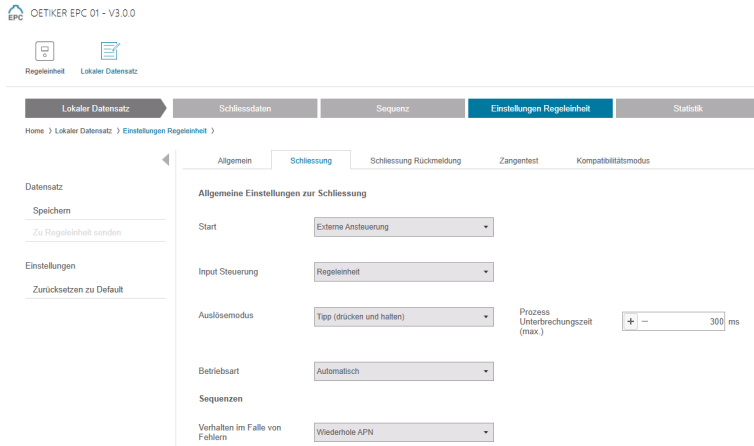 OETIKER EPC 01 - V3.0.0
EPC
Regeleinheit
Lokaler Datensatz
Lokaler Datensatz
Schliessdaten
Sequenz
Einstellungen Regeleinheit
Statistik
Home > Lokaler Datensatz > Einstellungen Regeleinheit >
Allgemein
Schliessung
Schliessung Rückmeldung
Zangentest
Kompatibilitätsmodus
Datensatz
Speichern
Zu Regeleinheit senden
Einstellungen
Zurücksetzen zu Default
Allgemeine Einstellungen zur Schliessung
Start
Externe Ansteuerung
Input Steuerung
Regeleinheit
Auslösemodus
Tipp (drücken und halten)
Prozess
Unterbrechungszeit
(max.)
+ − 300 ms
Betriebsart
Automatisch
Sequenzen
Verhalten im Falle von
Fehlern
Wiederhole APN